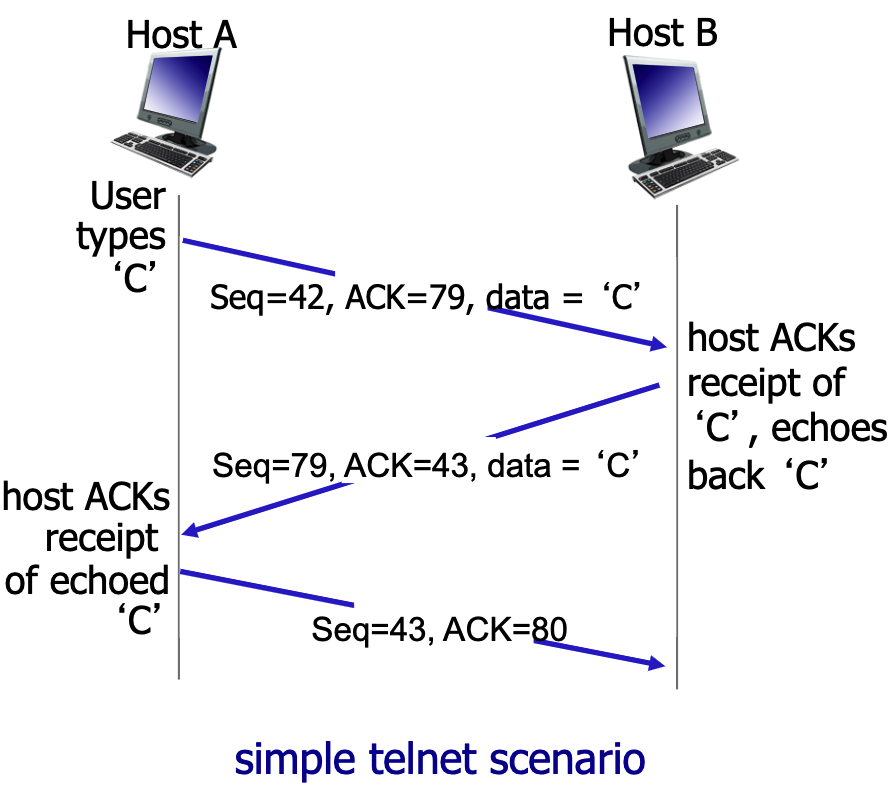 Host A
Host B
User
types
‘C’
Seq=42, ACK=79, data = ‘C’
host ACKs
receipt of
‘C’, echoes
back ‘C’
Seq=79, ACK=43, data = ‘C’
host ACKs
receipt
of echoed
‘C’
Seq=43, ACK=80
simple telnet scenario